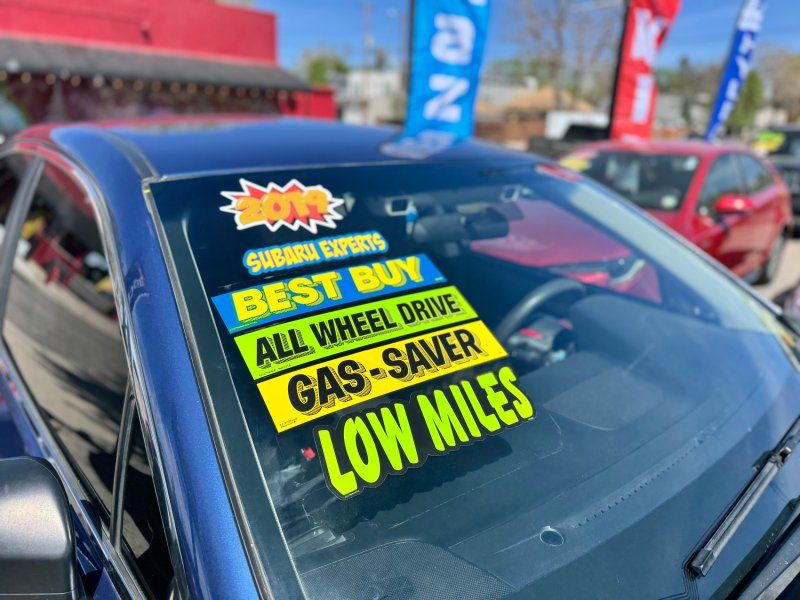 2019
SUBARU EXPERTS
BEST BUY
ALL WHEEL DRIVE
GAS-SAVER
LOW MILES